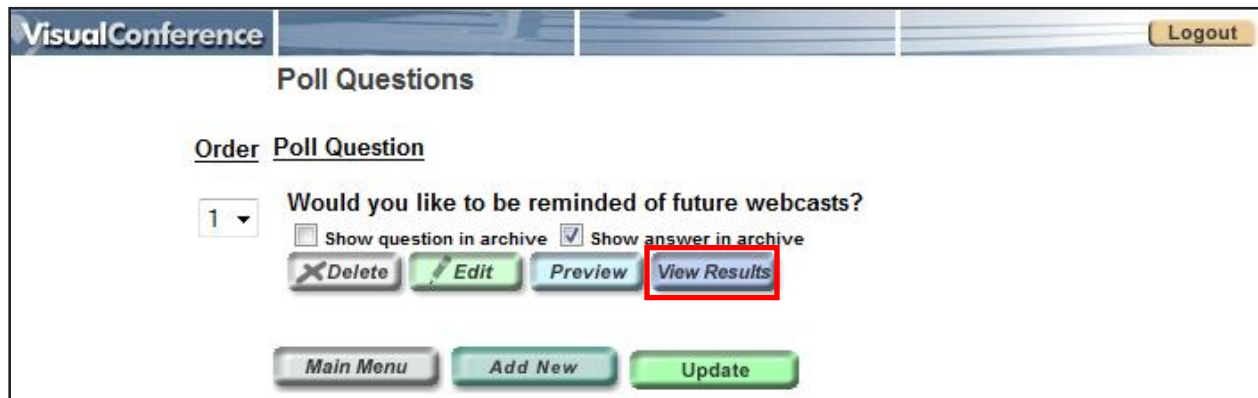 VisualConference Logout
Poll Questions
Order Poll Question
1 Would you like to be reminded of future webcasts?
Show question in archive Show answer in archive
Delete Edit Preview View Results
Main Menu Add New Update